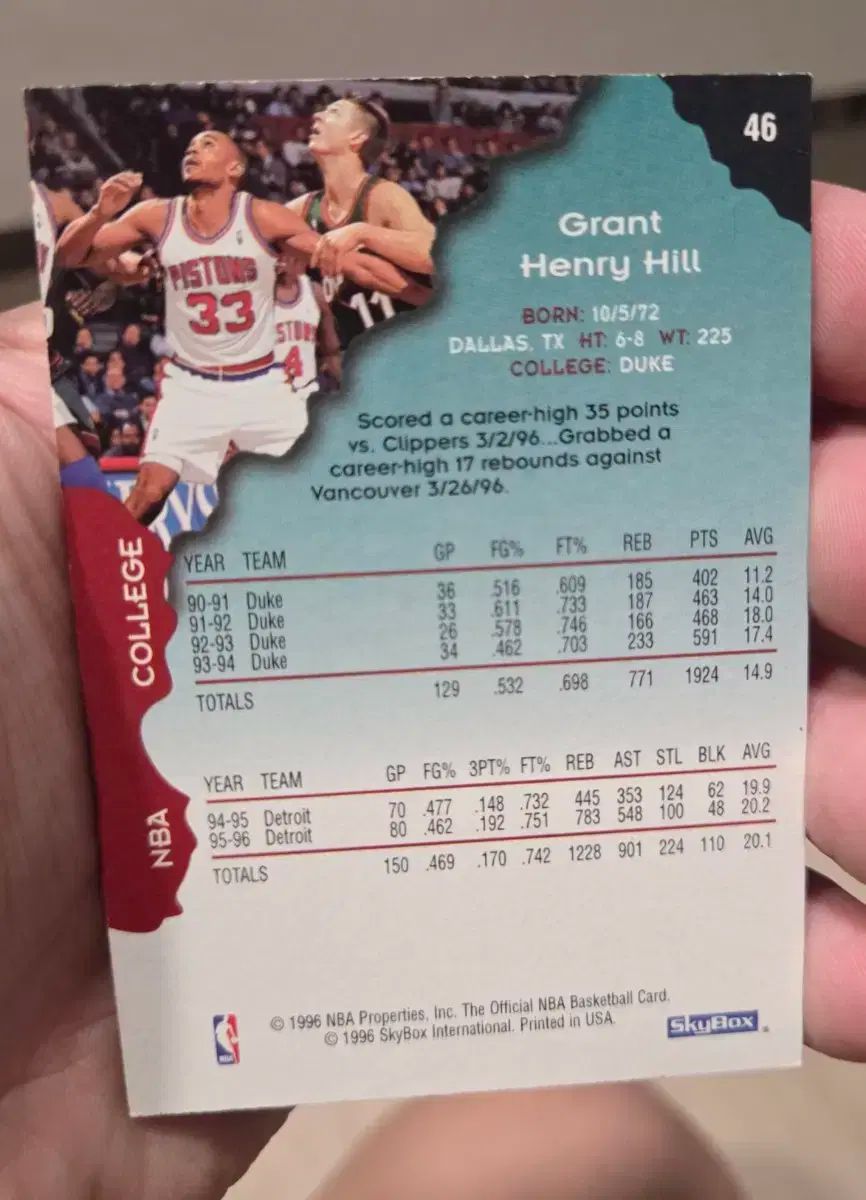 46
Grant
Henry Hill
BORN: 10/5/72
DALLAS, TX HT: 6-8 WT: 225
COLLEGE: DUKE
Scored a career-high 35 points
vs. Clippers 3/2/96...Grabbed a
career-high 17 rebounds against
Vancouver 3/26/96.
PISTONS
33
11
4
COLLEGE
YEAR TEAM GP FG% FT% REB PTS AVG
90-91 Duke 36 .516 .609 185 402 11.2
91-92 Duke 33 .611 .733 187 463 14.0
92-93 Duke 26 .578 .746 166 468 18.0
93-94 Duke 34 .462 .703 233 591 17.4
TOTALS 129 .532 .698 771 1924 14.9
NBA
YEAR TEAM GP FG% 3PT% FT% REB AST STL BLK AVG
94-95 Detroit 70 .477 .148 .732 445 353 124 62 19.9
95-96 Detroit 80 .462 .192 .751 783 548 100 48 20.2
TOTALS 150 .469 .170 .742 1228 901 224 110 20.1
© 1996 NBA Properties, Inc. The Official NBA Basketball Card.
© 1996 SkyBox International. Printed in USA.
NBA
SkyBox